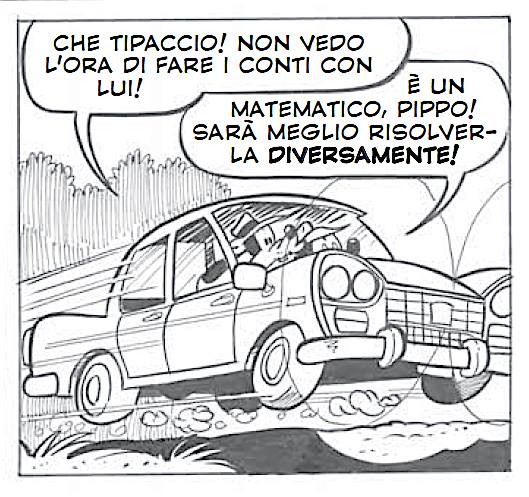 CHE TIPACCIO! NON VEDO
L'ORA DI FARE I CONTI CON
LUI!
È UN
MATEMATICO, PIPPO!
SARÀ MEGLIO RISOLVER-
LA DIVERSAMENTE!